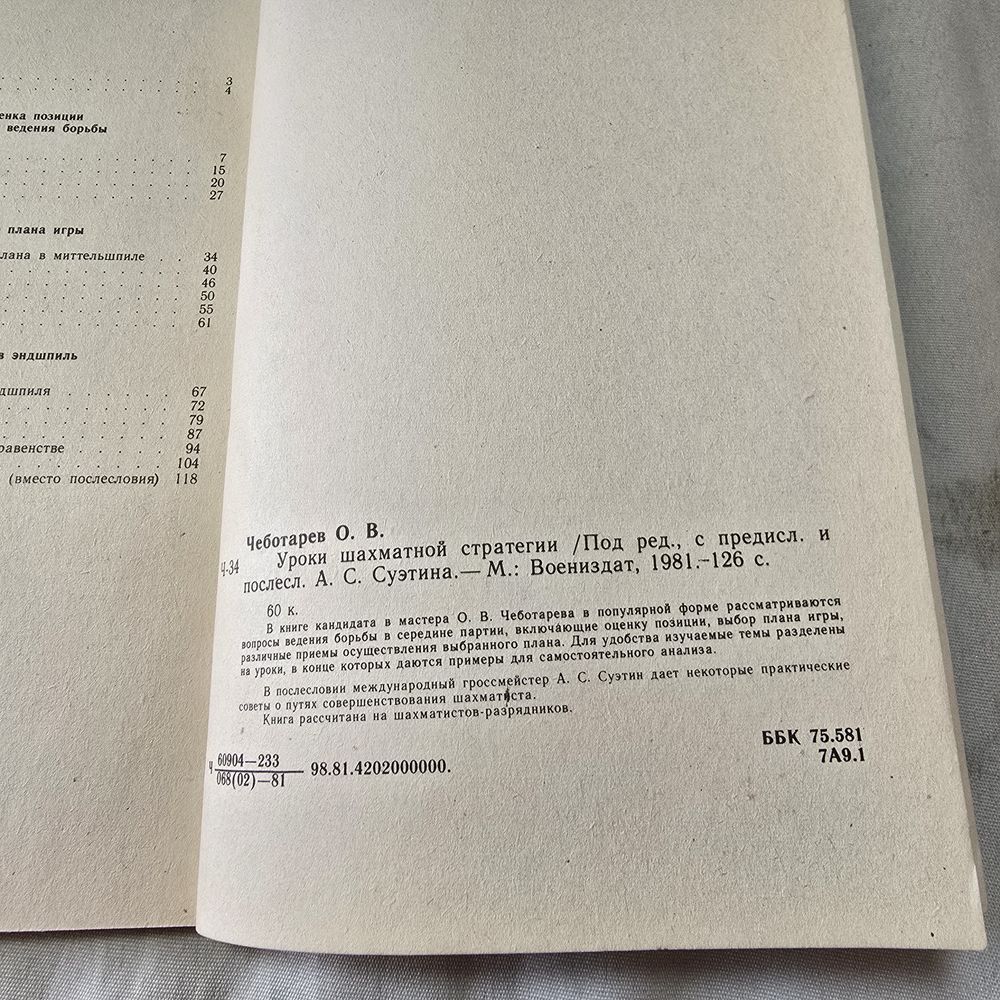 3
4
енка позиции
ведения борьбы
7
15
20
27
плана игры
лана в миттельшпиле . . 34
40
46
50
55
61
в эндшпиль
дшпиля . . . . . . . 67
72
79
87
равенстве . . . . . 94
104
(вместо послесловия) 118
Чеботарев О. В.
Ч-34 Уроки шахматной стратегии /Под ред., с предисл. и
послесл. А. С. Суэтина.— М.: Воениздат, 1981.-126 с.
60 к.
В книге кандидата в мастера О. В. Чеботарева в популярной форме рассматриваются
вопросы ведения борьбы в середине партии, включающие оценку позиции, выбор плана игры,
различные приемы осуществления выбранного плана. Для удобства изучаемые темы разделены
на уроки, в конце которых даются примеры для самостоятельного анализа.
В послесловии международный гроссмейстер А. С. Суэтин дает некоторые практические
советы о путях совершенствования шахматиста.
Книга рассчитана на шахматистов-разрядников.
ББК 75.581
7А9.1
Ч 60904—233
068(02)—81 98.81.4202000000.